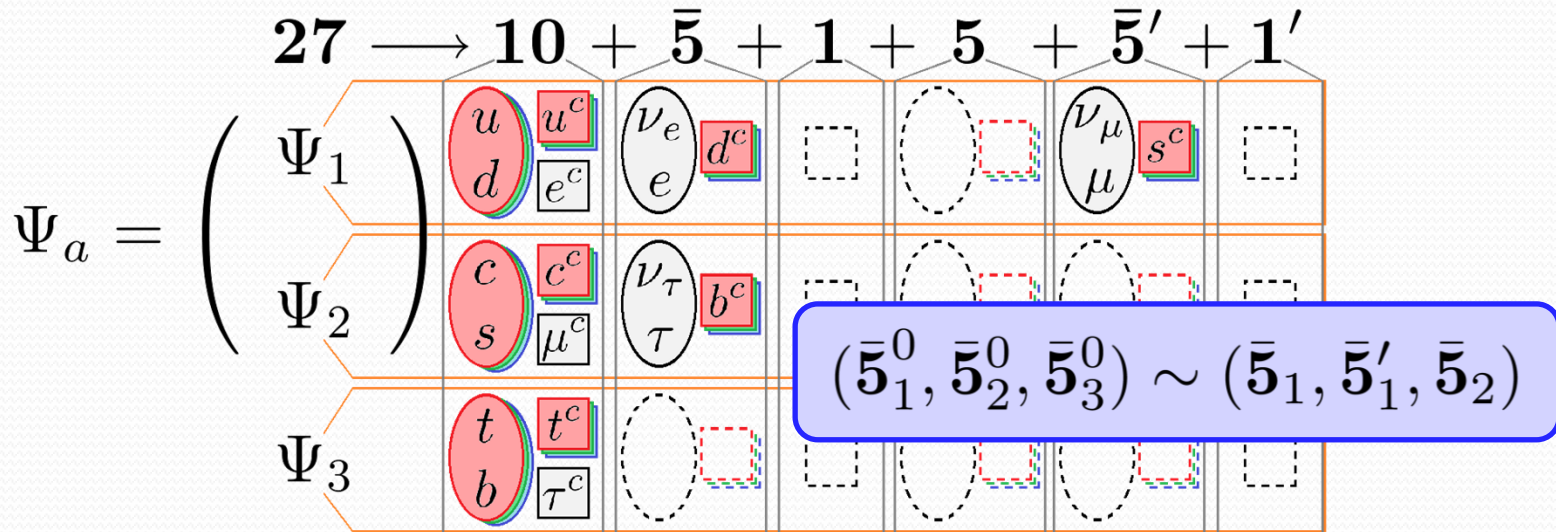 27 ⟶ 10 + 5̄ + 1 + 5 + 5̄′ + 1′
Ψ_a = ( Ψ_1 Ψ_2 Ψ_3 )
u d u^c e^c ν_e e d^c ν_μ μ s^c
c s c^c μ^c ν_τ τ b^c
(5̄_1^0, 5̄_2^0, 5̄_3^0) ∼ (5̄_1, 5̄′_1, 5̄_2)
t b t^c τ^c